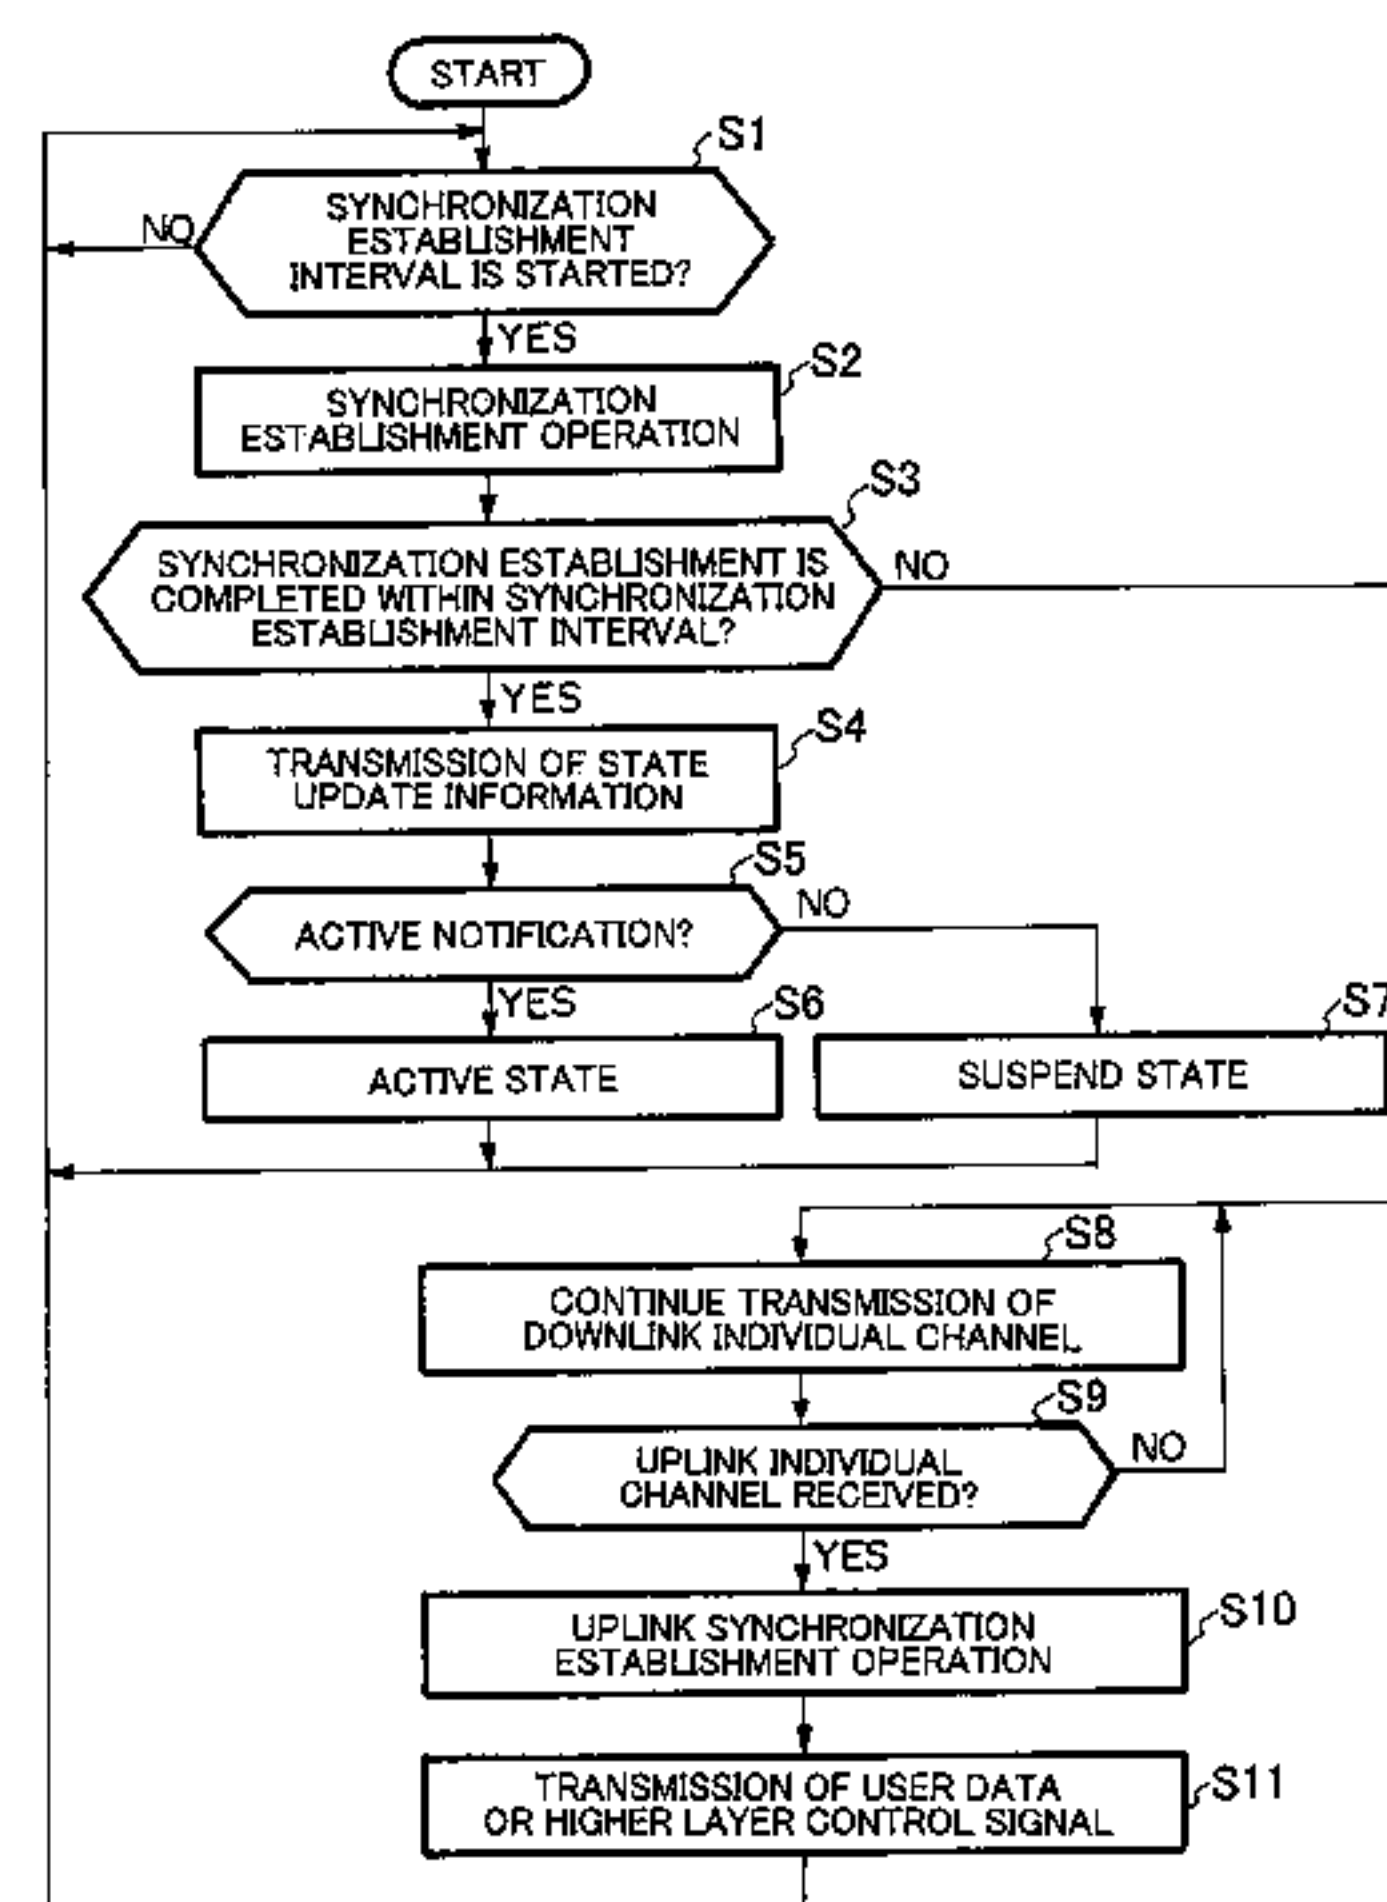 START
S1
SYNCHRONIZATION
ESTABLISHMENT
INTERVAL IS STARTED?
NO
YES
S2
SYNCHRONIZATION
ESTABLISHMENT OPERATION
S3
SYNCHRONIZATION ESTABLISHMENT IS
COMPLETED WITHIN SYNCHRONIZATION
ESTABLISHMENT INTERVAL?
NO
YES
S4
TRANSMISSION OF STATE
UPDATE INFORMATION
S5
ACTIVE NOTIFICATION?
NO
YES
S6
ACTIVE STATE
S7
SUSPEND STATE
S8
CONTINUE TRANSMISSION OF
DOWNLINK INDIVIDUAL CHANNEL
S9
UPLINK INDIVIDUAL
CHANNEL RECEIVED?
NO
YES
S10
UPLINK SYNCHRONIZATION
ESTABLISHMENT OPERATION
S11
TRANSMISSION OF USER DATA
OR HIGHER LAYER CONTROL SIGNAL